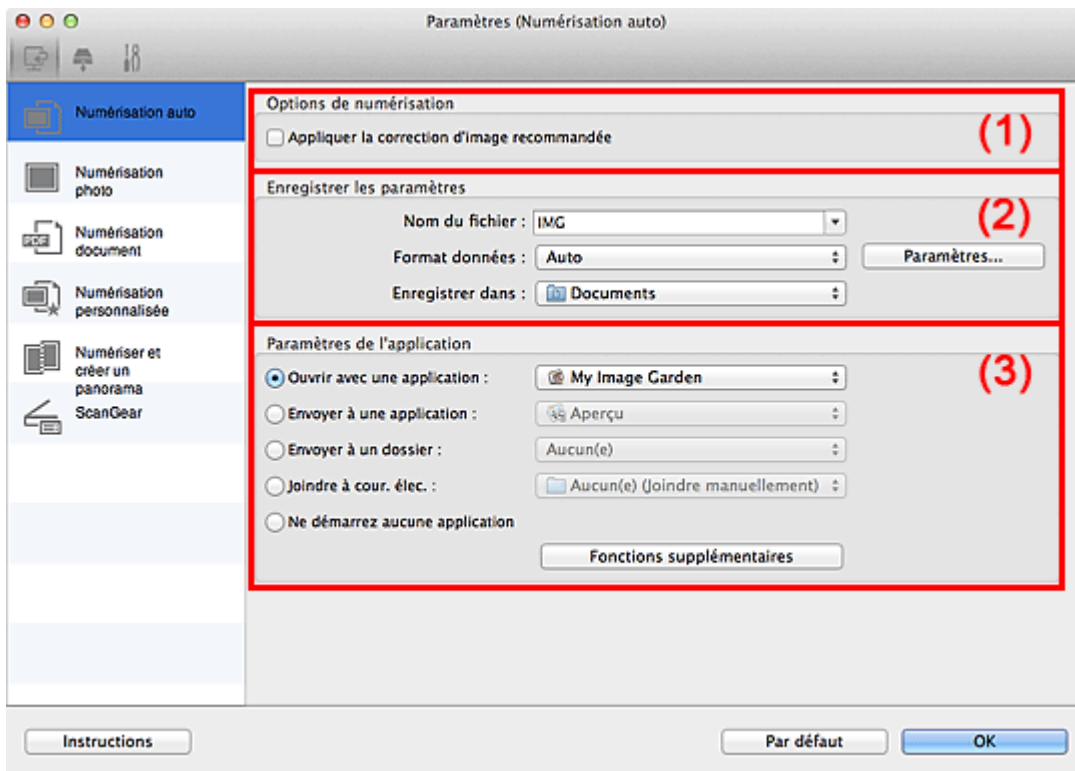 Paramètres (Numérisation auto)
Numérisation auto
Numérisation
photo
PDF
Numérisation
document
Numérisation
personnalisée
Numériser et
créer un
panorama
ScanGear
Options de numérisation
(1)
Appliquer la correction d'image recommandée
Enregistrer les paramètres
(2)
Nom du fichier : IMG
Format données : Auto Paramètres...
Enregistrer dans : Documents
Paramètres de l'application
(3)
Ouvrir avec une application : My Image Garden
Envoyer à une application : Aperçu
Envoyer à un dossier : Aucun(e)
Joindre à cour. élec. : Aucun(e) (Joindre manuellement)
Ne démarrez aucune application
Fonctions supplémentaires
Instructions Par défaut OK